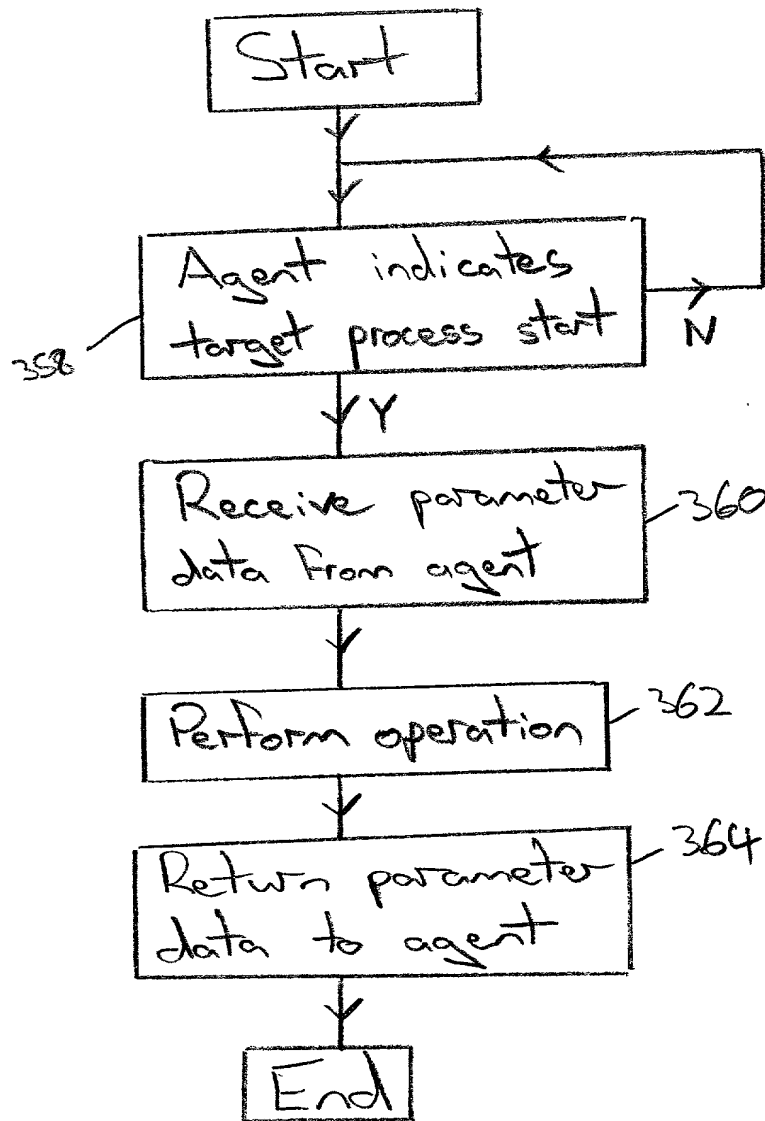 Start
Agent indicates
target process start
N
358
Y
Receive parameter
data from agent
360
Perform operation
362
Return parameter
data to agent
364
End